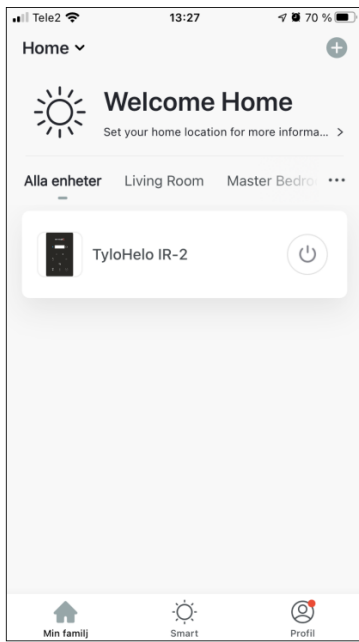 Tele2 13:27 70 %
Home
Welcome Home
Set your home location for more informa... >
Alla enheter Living Room Master Bedro ...
TyloHelo IR-2
Min familj Smart Profil